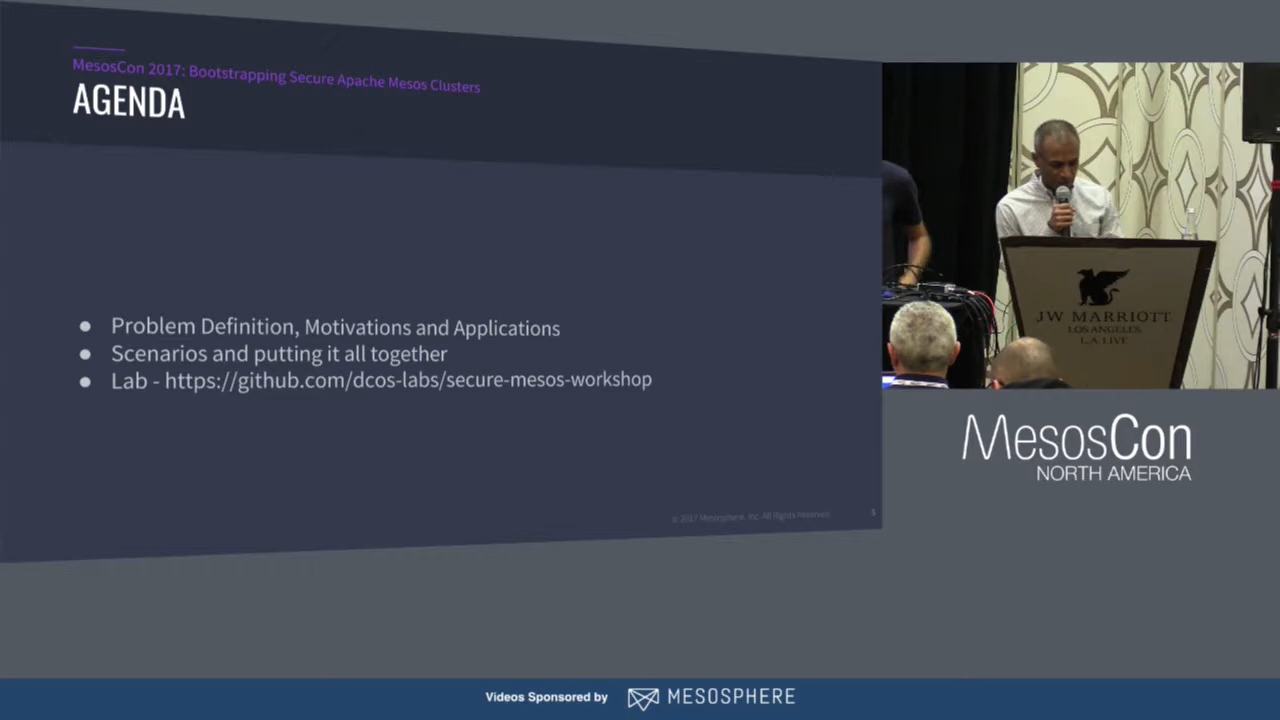 MesosCon 2017: Bootstrapping Secure Apache Mesos Clusters
AGENDA
● Problem Definition, Motivations and Applications
● Scenarios and putting it all together
● Lab - https://github.com/dcos-labs/secure-mesos-workshop
© 2017 Mesosphere, Inc. All Rights Reserved.
5
JW MARRIOTT
LOS ANGELES
L.A. LIVE
MesosCon
NORTH AMERICA
Videos Sponsored by MESOSPHERE